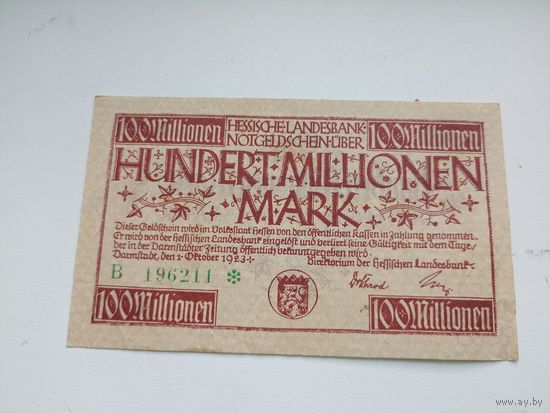 100 Millionen HESSISCHE·LANDESBANK· 100 Millionen
NOTGELDSCHEIN·ÜBER
HUNDERT·MILLIONEN
MARK
Dieser Geldschein wird im Volksstaat Hessen von den öffentlichen Kassen in Zahlung genommen.
Er wird von der Hessischen Landesbank eingelöst und verliert seine Gültigkeit mit dem Tage,
der in der Darmstädter Zeitung öffentlich bekanntgegeben wird.
Darmstadt, den 1· Oktober 1923· Direktorium der Hessischen Landesbank·
B 196211 ✻
100 Millionen 100 Millionen
www.ay.by